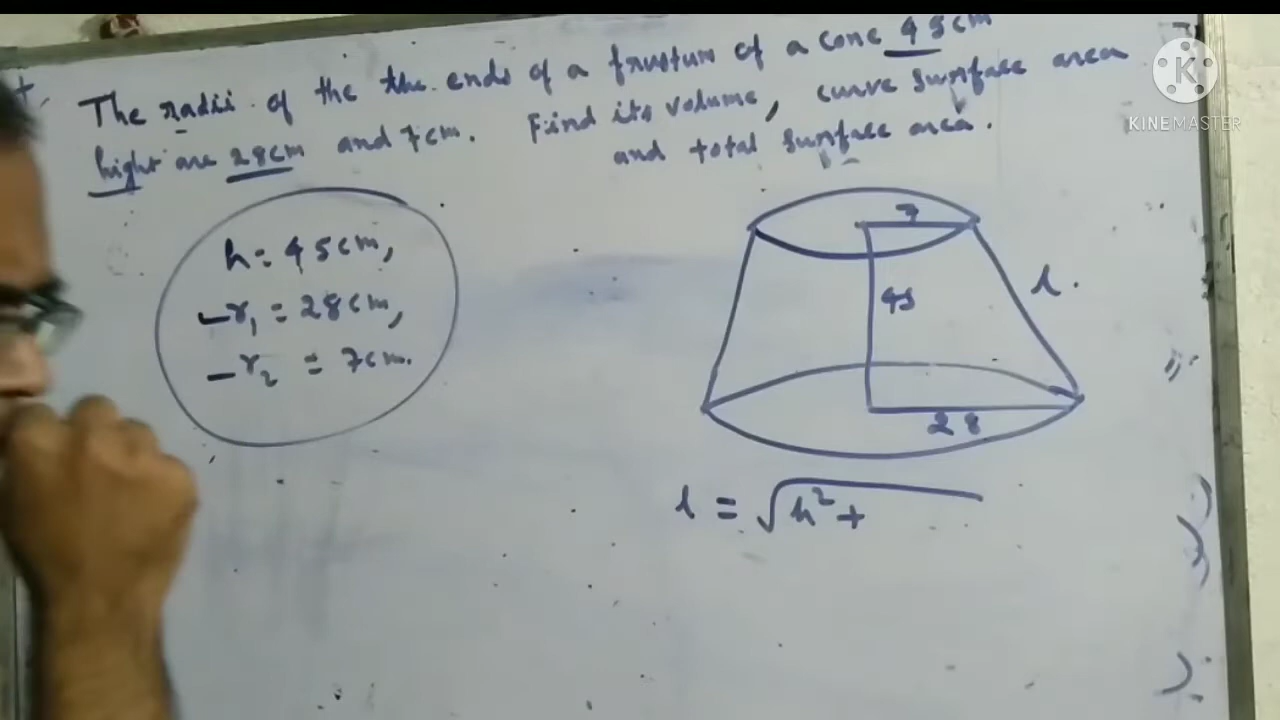 The radii of the the ends of a frustum of a cone 45cm
hight are 28cm and 7cm. Find its volume, curve surface area
and total surface area.
K
KINEMASTER
h = 45cm,
r1 = 28cm,
r2 = 7cm.
7
45
l.
28
l = √h²+